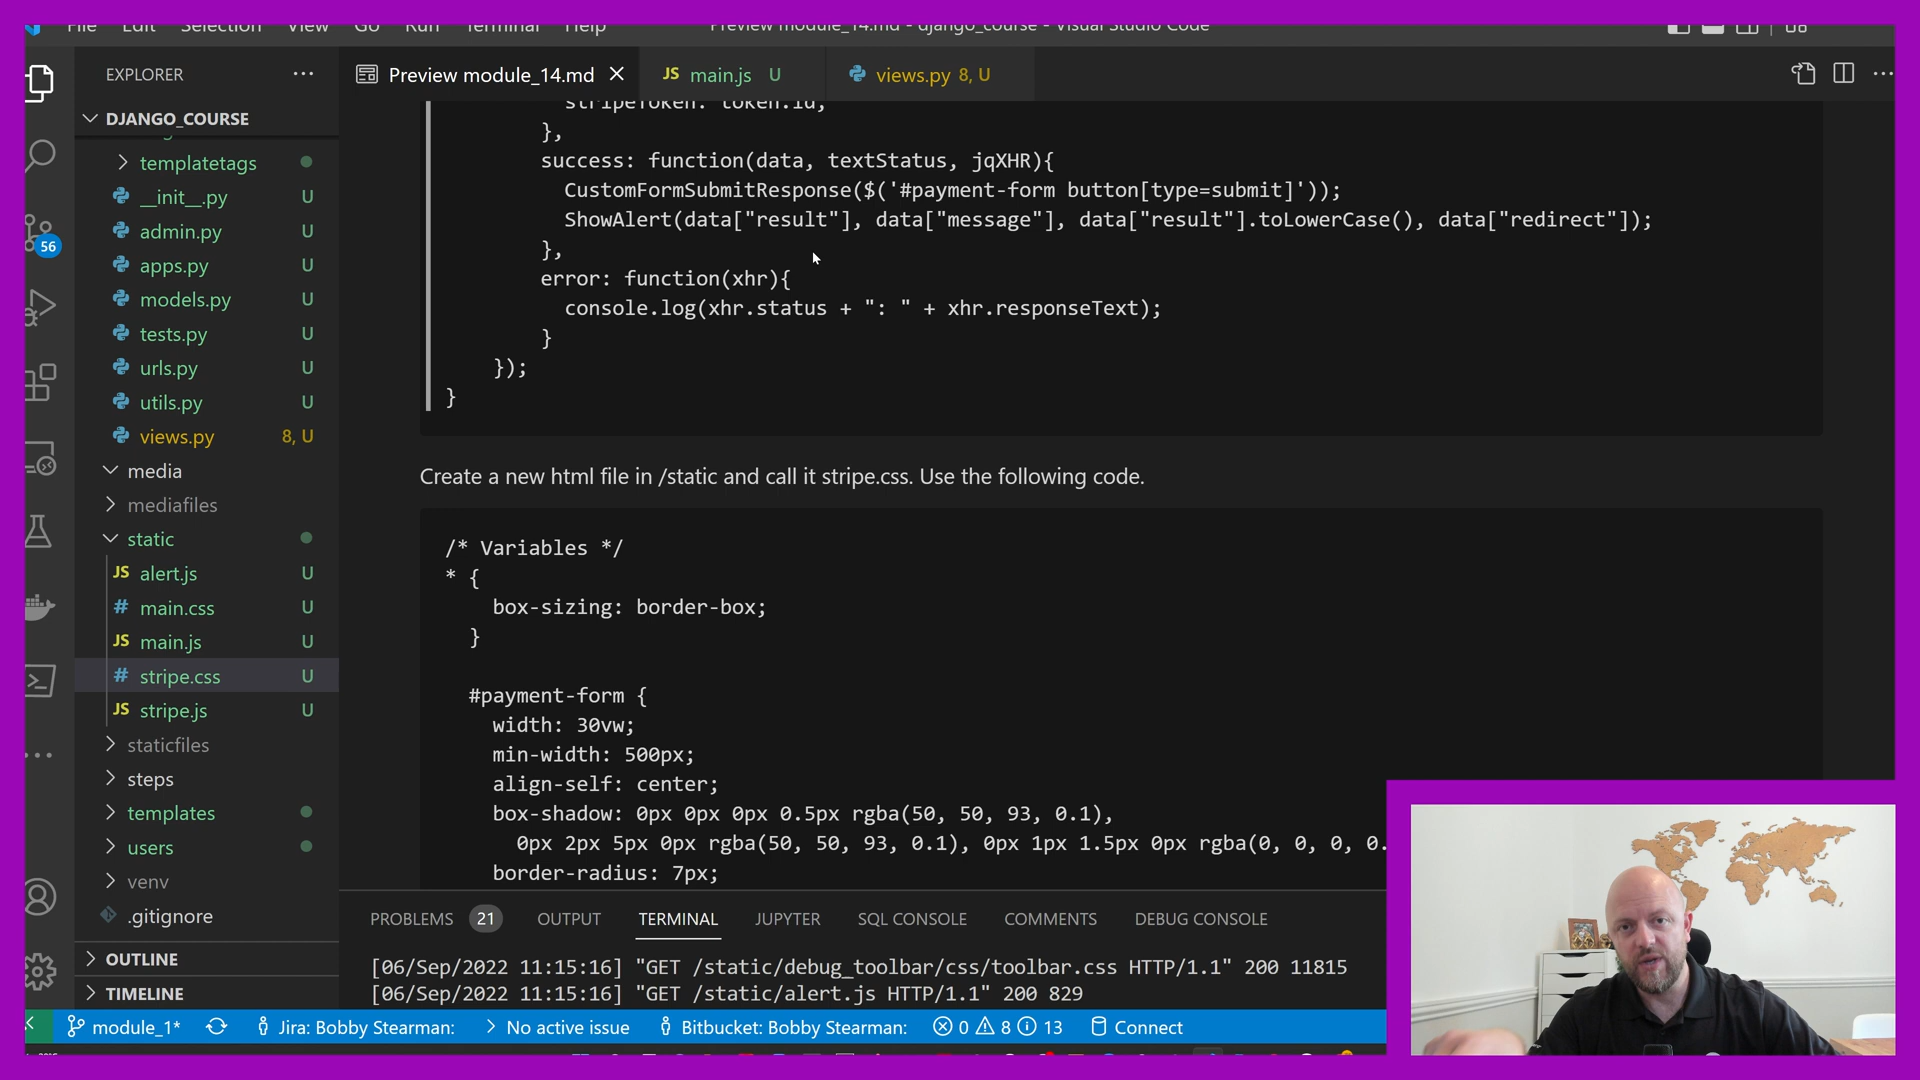 File Edit Selection View Go Run Terminal Help
Preview module_14.md - django_course - Visual Studio Code
EXPLORER
Preview module_14.md
JS main.js U
views.py 8, U
DJANGO_COURSE
templatetags
__init__.py U
admin.py U
apps.py U
models.py U
tests.py U
urls.py U
utils.py U
views.py 8, U
media
mediafiles
static
JS alert.js U
# main.css U
JS main.js U
# stripe.css U
JS stripe.js U
staticfiles
steps
templates
users
venv
.gitignore
OUTLINE
TIMELINE
56
stripeToken: token.id,
},
success: function(data, textStatus, jqXHR){
CustomFormSubmitResponse($('#payment-form button[type=submit]'));
ShowAlert(data["result"], data["message"], data["result"].toLowerCase(), data["redirect"]);
},
error: function(xhr){
console.log(xhr.status + ": " + xhr.responseText);
}
});
}
Create a new html file in /static and call it stripe.css. Use the following code.
/* Variables */
* {
box-sizing: border-box;
}
#payment-form {
width: 30vw;
min-width: 500px;
align-self: center;
box-shadow: 0px 0px 0px 0.5px rgba(50, 50, 93, 0.1),
0px 2px 5px 0px rgba(50, 50, 93, 0.1), 0px 1px 1.5px 0px rgba(0, 0, 0, 0.
border-radius: 7px;
PROBLEMS 21 OUTPUT TERMINAL JUPYTER SQL CONSOLE COMMENTS DEBUG CONSOLE
[06/Sep/2022 11:15:16] "GET /static/debug_toolbar/css/toolbar.css HTTP/1.1" 200 11815
[06/Sep/2022 11:15:16] "GET /static/alert.js HTTP/1.1" 200 829
module_1* Jira: Bobby Stearman: No active issue Bitbucket: Bobby Stearman: 0 8 13 Connect